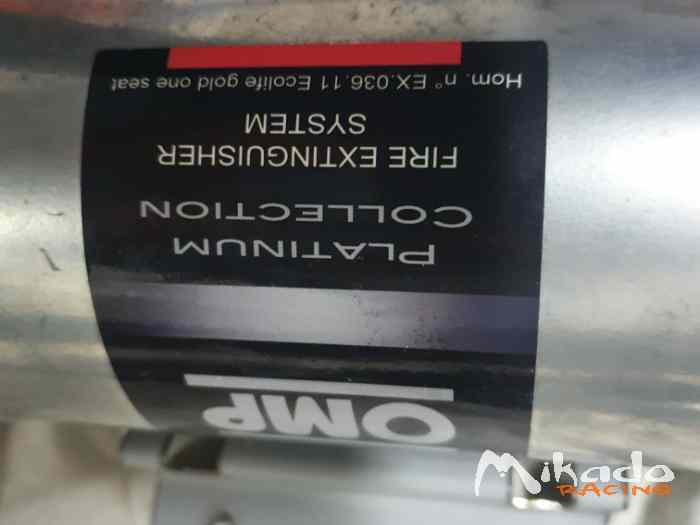 OMP
PLATINUM
COLLECTION
FIRE EXTINGUISHER
SYSTEM
Hom. n° EX.036.11 Ecolife gold one seat
Mikado
RACING